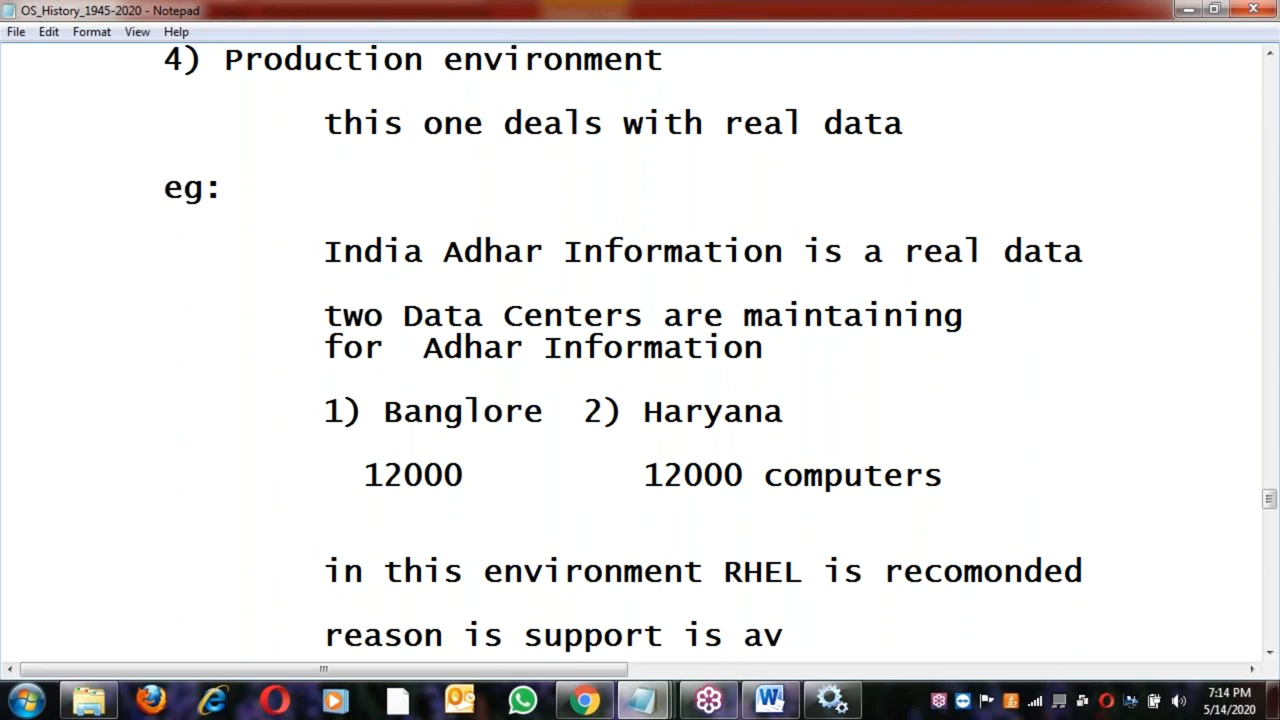 OS_History_1945-2020 - Notepad
File Edit Format View Help
4) Production environment
this one deals with real data
eg:
India Adhar Information is a real data
two Data Centers are maintaining
for Adhar Information
1) Banglore 2) Haryana
12000 12000 computers
in this environment RHEL is recomonded
reason is support is av
7:14 PM
5/14/2020